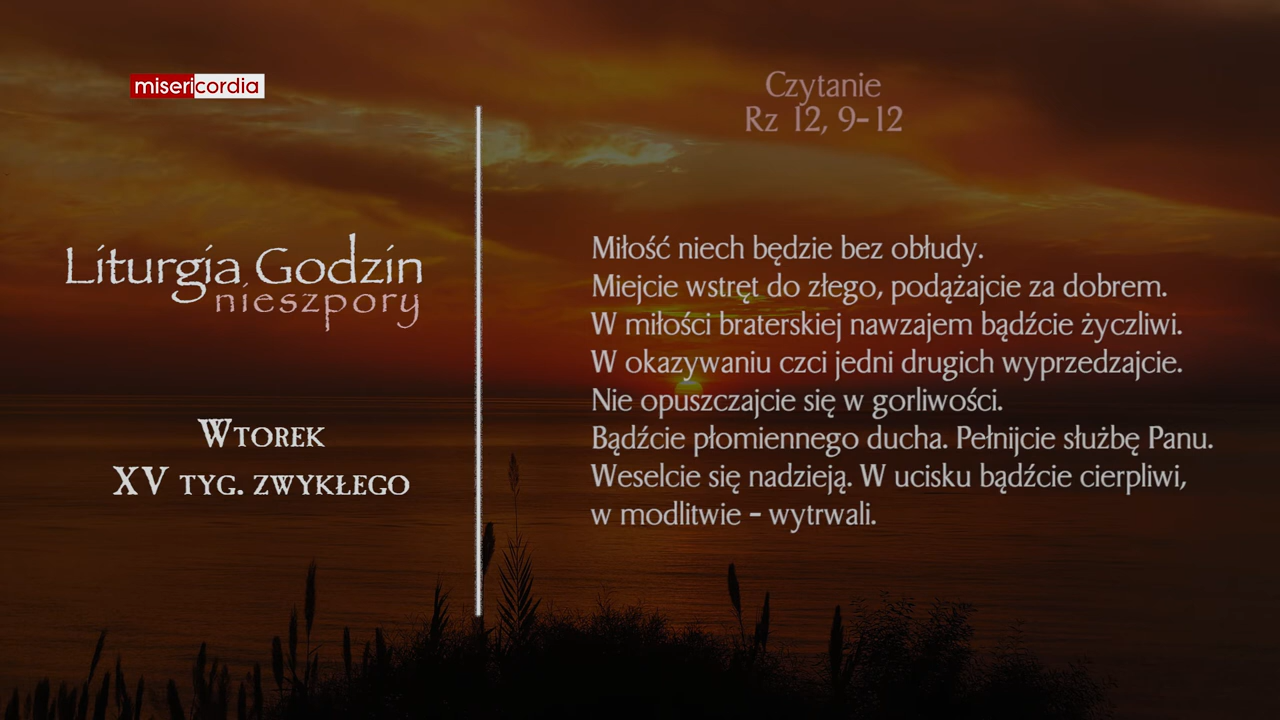 misericordia
Liturgia Godzin
nieszpory
Wtorek
XV tyg. zwykłego
Czytanie
Rz 12, 9-12
Miłość niech będzie bez obłudy.
Miejcie wstręt do złego, podążajcie za dobrem.
W miłości braterskiej nawzajem bądźcie życzliwi.
W okazywaniu czci jedni drugich wyprzedzajcie.
Nie opuszczajcie się w gorliwości.
Bądźcie płomiennego ducha. Pełnijcie służbę Panu.
Weselcie się nadzieją. W ucisku bądźcie cierpliwi,
w modlitwie - wytrwali.